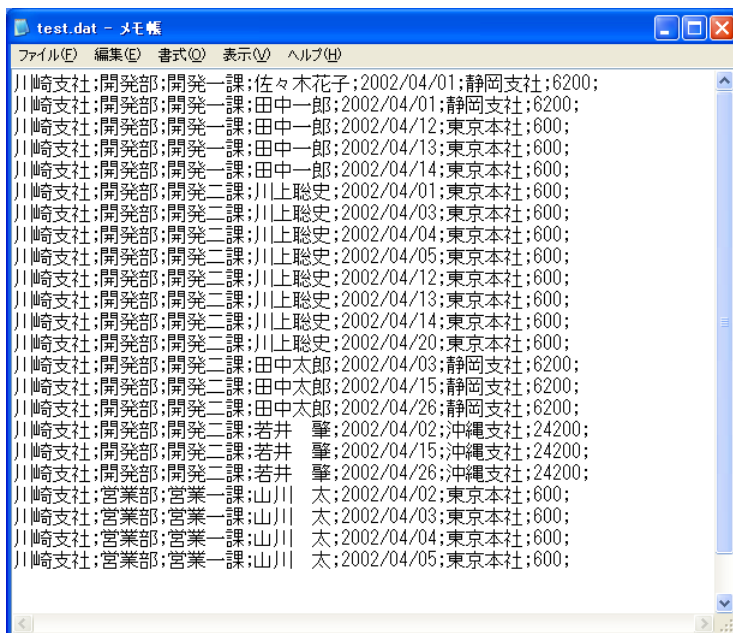 test.dat - メモ帳
ファイル(F) 編集(E) 書式(O) 表示(V) ヘルプ(H)
川崎支社;開発部;開発一課;佐々木花子;2002/04/01;静岡支社;6200;
川崎支社;開発部;開発一課;田中一郎;2002/04/01;静岡支社;6200;
川崎支社;開発部;開発一課;田中一郎;2002/04/12;東京本社;600;
川崎支社;開発部;開発一課;田中一郎;2002/04/13;東京本社;600;
川崎支社;開発部;開発一課;田中一郎;2002/04/14;東京本社;600;
川崎支社;開発部;開発二課;川上聡史;2002/04/01;東京本社;600;
川崎支社;開発部;開発二課;川上聡史;2002/04/03;東京本社;600;
川崎支社;開発部;開発二課;川上聡史;2002/04/04;東京本社;600;
川崎支社;開発部;開発二課;川上聡史;2002/04/05;東京本社;600;
川崎支社;開発部;開発二課;川上聡史;2002/04/12;東京本社;600;
川崎支社;開発部;開発二課;川上聡史;2002/04/13;東京本社;600;
川崎支社;開発部;開発二課;川上聡史;2002/04/14;東京本社;600;
川崎支社;開発部;開発二課;川上聡史;2002/04/20;東京本社;600;
川崎支社;開発部;開発二課;田中太郎;2002/04/03;静岡支社;6200;
川崎支社;開発部;開発二課;田中太郎;2002/04/15;静岡支社;6200;
川崎支社;開発部;開発二課;田中太郎;2002/04/26;静岡支社;6200;
川崎支社;開発部;開発二課;若井　肇;2002/04/02;沖縄支社;24200;
川崎支社;開発部;開発二課;若井　肇;2002/04/15;沖縄支社;24200;
川崎支社;開発部;開発二課;若井　肇;2002/04/26;沖縄支社;24200;
川崎支社;営業部;営業一課;山川　太;2002/04/02;東京本社;600;
川崎支社;営業部;営業一課;山川　太;2002/04/03;東京本社;600;
川崎支社;営業部;営業一課;山川　太;2002/04/04;東京本社;600;
川崎支社;営業部;営業一課;山川　太;2002/04/05;東京本社;600;